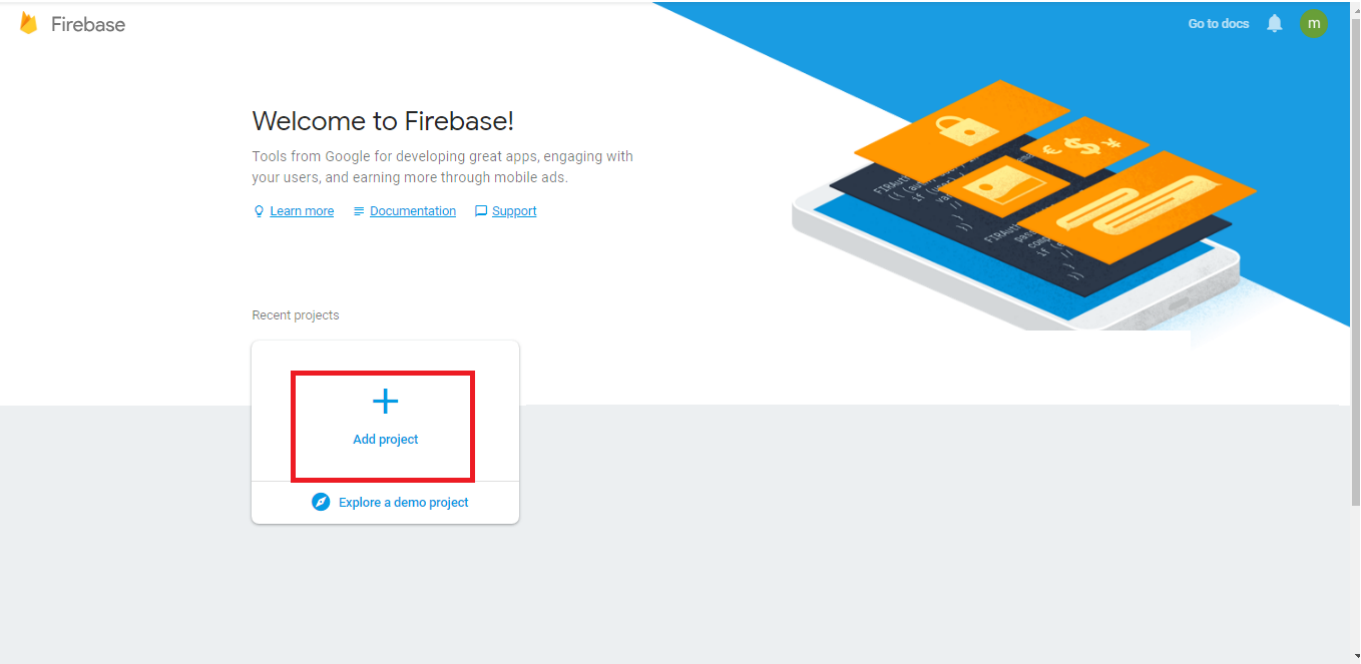 Firebase
Go to docs
m
Welcome to Firebase!
Tools from Google for developing great apps, engaging with
your users, and earning more through mobile ads.
Learn more Documentation Support
Recent projects
Add project
Explore a demo project